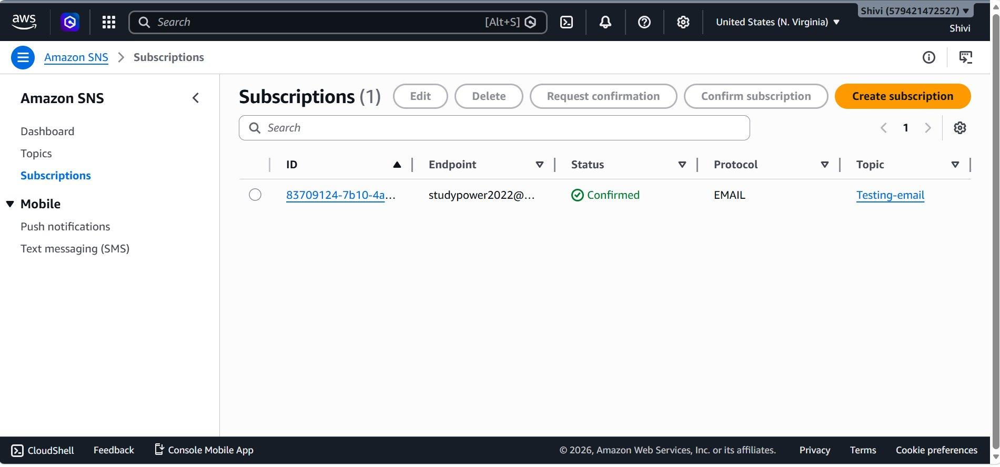 aws
Search [Alt+S]
United States (N. Virginia)
Shivi (579421472527)
Shivi
Amazon SNS > Subscriptions
Amazon SNS
Dashboard
Topics
Subscriptions
Mobile
Push notifications
Text messaging (SMS)
Subscriptions (1) Edit Delete Request confirmation Confirm subscription Create subscription
Search
1
ID Endpoint Status Protocol Topic
83709124-7b10-4a... studypower2022@... Confirmed EMAIL Testing-email
CloudShell Feedback Console Mobile App © 2026, Amazon Web Services, Inc. or its affiliates. Privacy Terms Cookie preferences